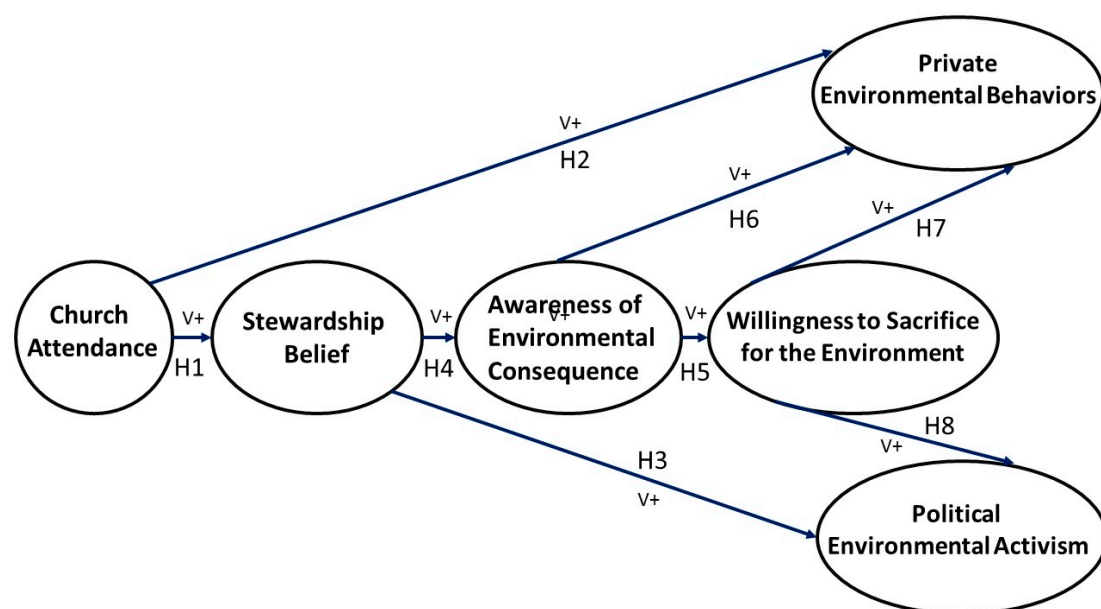 Private
Environmental Behaviors
V+
H2
V+
H6
V+
H7
Church
Attendance
V+
H1
Stewardship
Belief
V+
H4
Awareness of
V+
Environmental
Consequence
V+
H5
Willingness to Sacrifice
for the Environment
H8
V+
H3
V+
Political
Environmental Activism